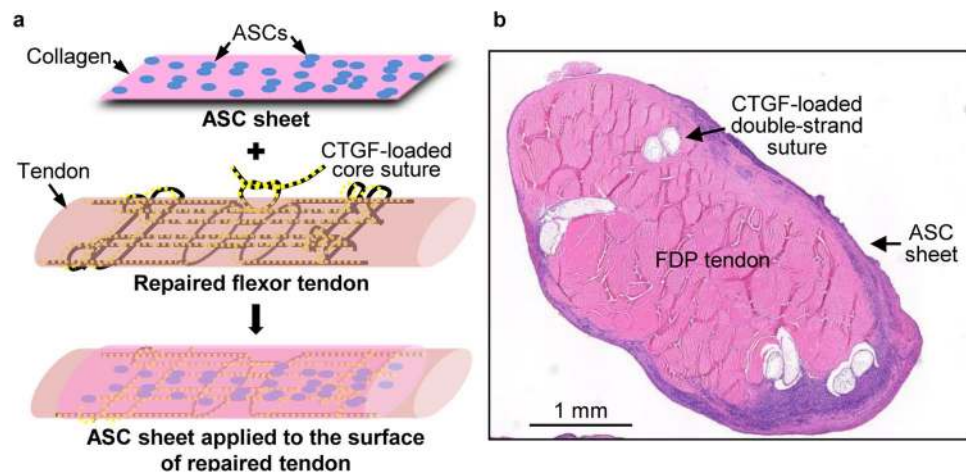 a
ASCs
Collagen
ASC sheet
+
Tendon
CTGF-loaded
core suture
Repaired flexor tendon
ASC sheet applied to the surface
of repaired tendon
b
CTGF-loaded
double-strand
suture
ASC
sheet
FDP tendon
1 mm